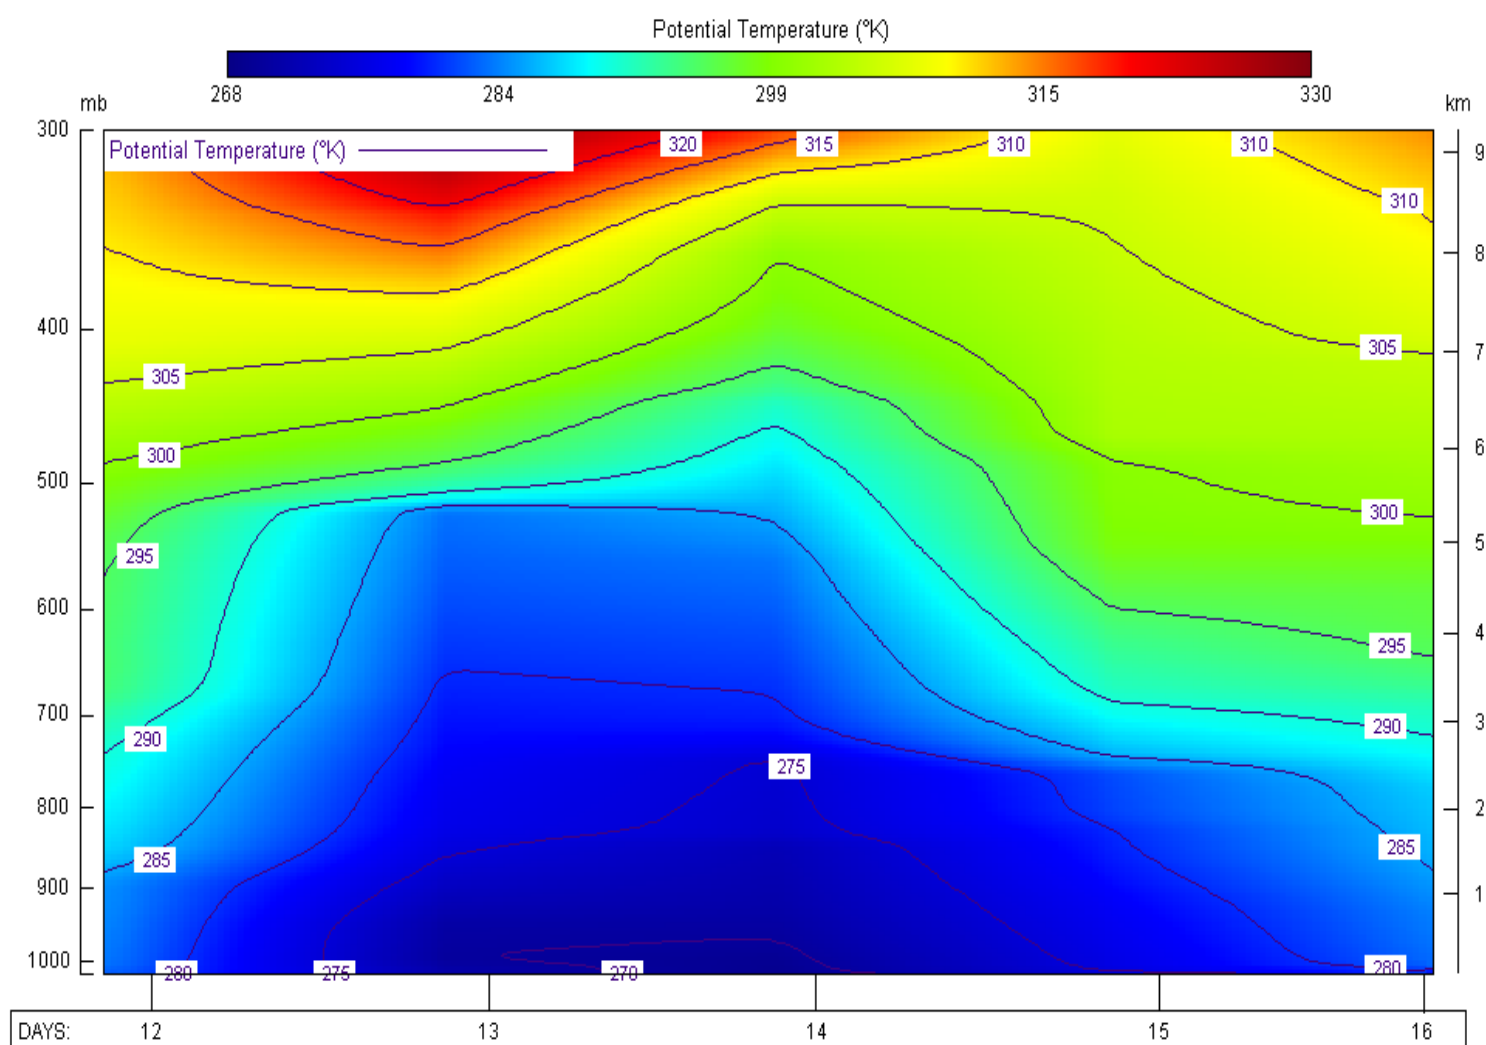 Potential Temperature (°K)
268 284 299 315 330
mb km
300 Potential Temperature (°K) 320 315 310 310 9
310
8
400 305 7
305
300 6
500 300
295 5
600
295 4
700 290 290 3
275
800 2
285 285
900 1
1000 280 275 270 280
DAYS: 12 13 14 15 16